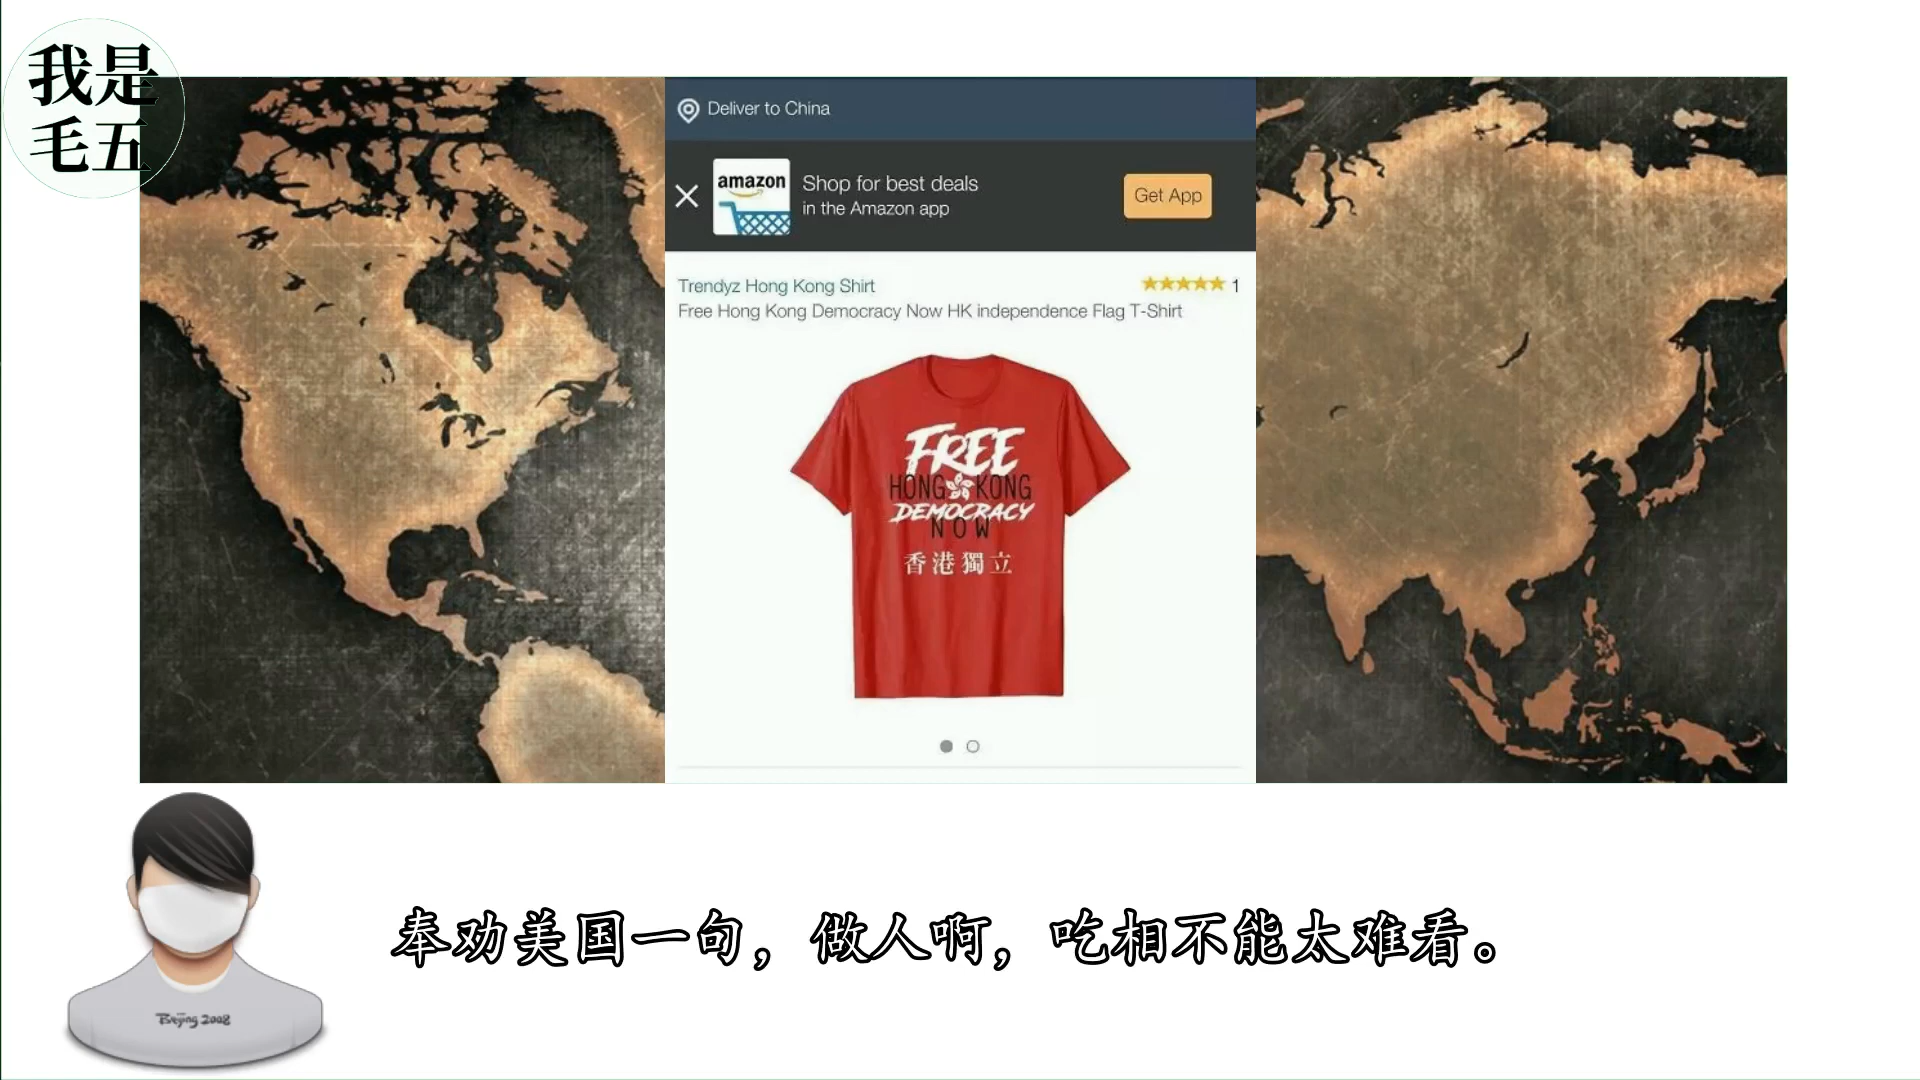 我是
毛五
Deliver to China
amazon
Shop for best deals
in the Amazon app
Get App
Trendyz Hong Kong Shirt
1
Free Hong Kong Democracy Now HK independence Flag T-Shirt
FREE
HONG KONG
DEMOCRACY
NOW
香港獨立
Beijing 2008
奉劝美国一句，做人啊，吃相不能太难看。